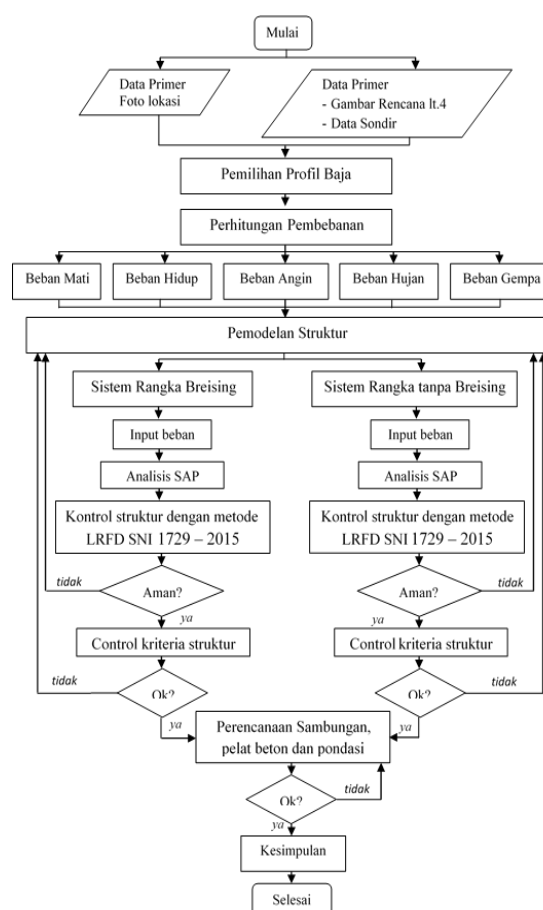 Mulai
Data Primer
Foto lokasi
Data Primer
- Gambar Rencana lt.4
- Data Sondir
Pemilihan Profil Baja
Perhitungan Pembebanan
Beban Mati
Beban Hidup
Beban Angin
Beban Hujan
Beban Gempa
Pemodelan Struktur
Sistem Rangka Breising
Sistem Rangka tanpa Breising
Input beban
Input beban
Analisis SAP
Analisis SAP
Kontrol struktur dengan metode
LRFD SNI 1729 – 2015
Kontrol struktur dengan metode
LRFD SNI 1729 – 2015
tidak
Aman?
ya
Aman?
tidak
ya
Control kriteria struktur
Control kriteria struktur
tidak
Ok?
ya
Ok?
tidak
ya
Perencanaan Sambungan,
pelat beton dan pondasi
Ok?
tidak
ya
Kesimpulan
Selesai